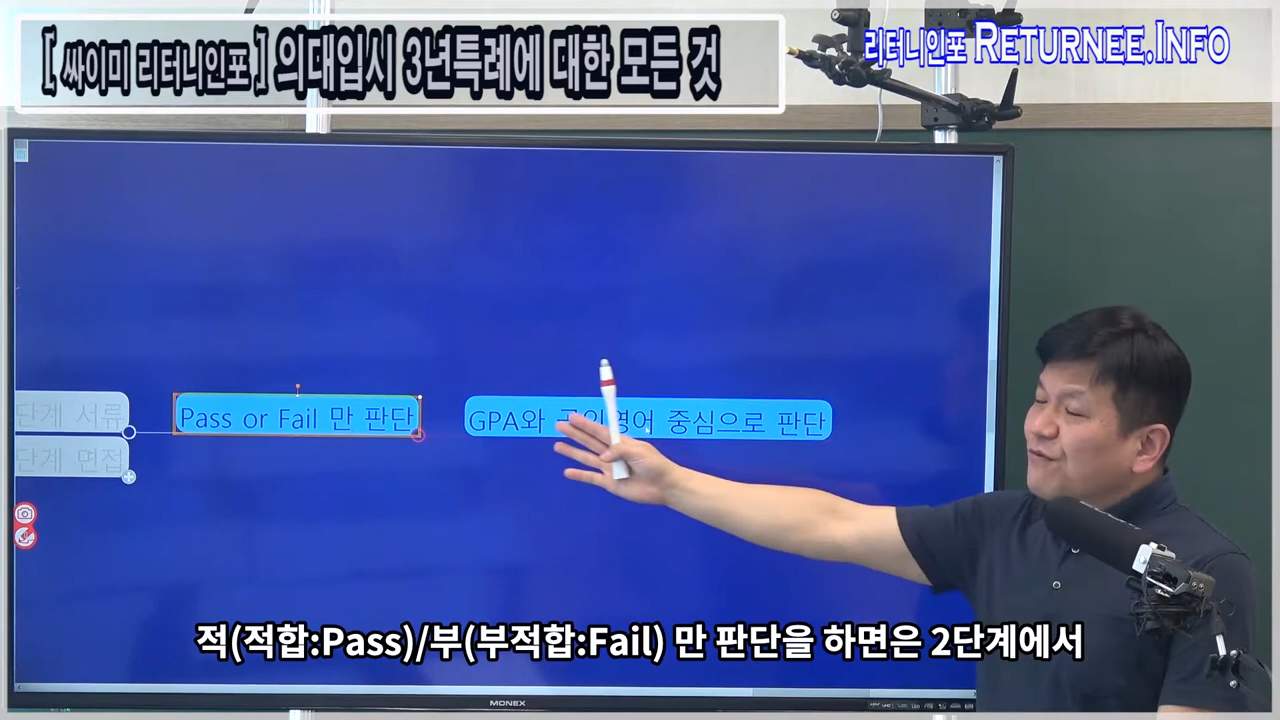 [ 싸이미 리터니인포 ] 의대입시 3년특례에 대한 모든 것
리터니인포 RETURNEE.INFO
단계 서류
Pass or Fail 만 판단
GPA와 공인영어 중심으로 판단
단계 면접
적(적합:Pass)/부(부적합:Fail) 만 판단을 하면은 2단계에서
MONEX